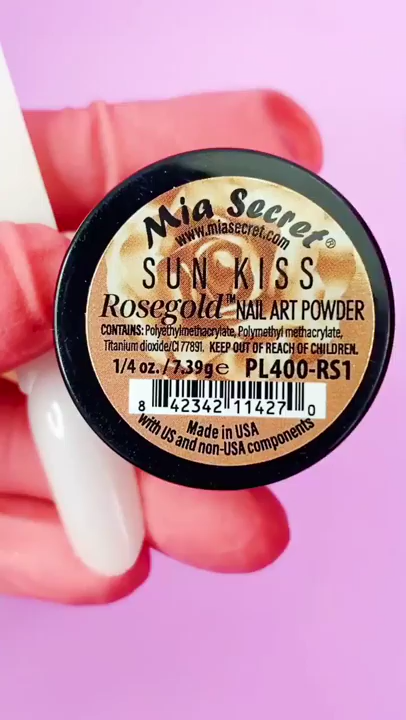 Mia Secret®
www.miasecret.com
SUN KISS
Rosegold™ NAIL ART POWDER
CONTAINS: Polyethylmethacrylate, Polymethyl methacrylate,
Titanium dioxide/CI 77891. KEEP OUT OF REACH OF CHILDREN.
1/4 oz. / 7.39g e PL400-RS1
8 42342 11427 0
Made in USA
with US and non-USA components